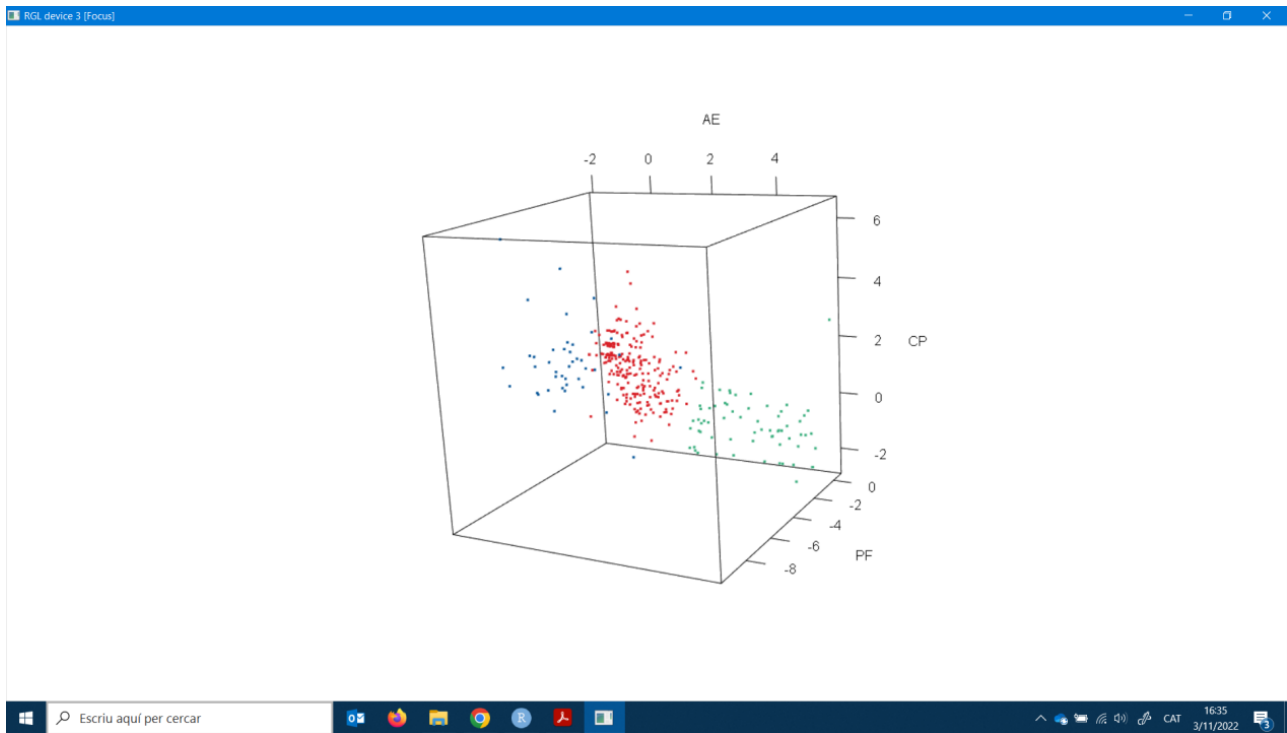 RGL device 3 [Focus]
AE
-2 0 2 4
6
4
2 CP
0
-2
0
-2
-4
-6 PF
-8
Escriu aquí per cercar
R
CAT
16:35
3/11/2022
3